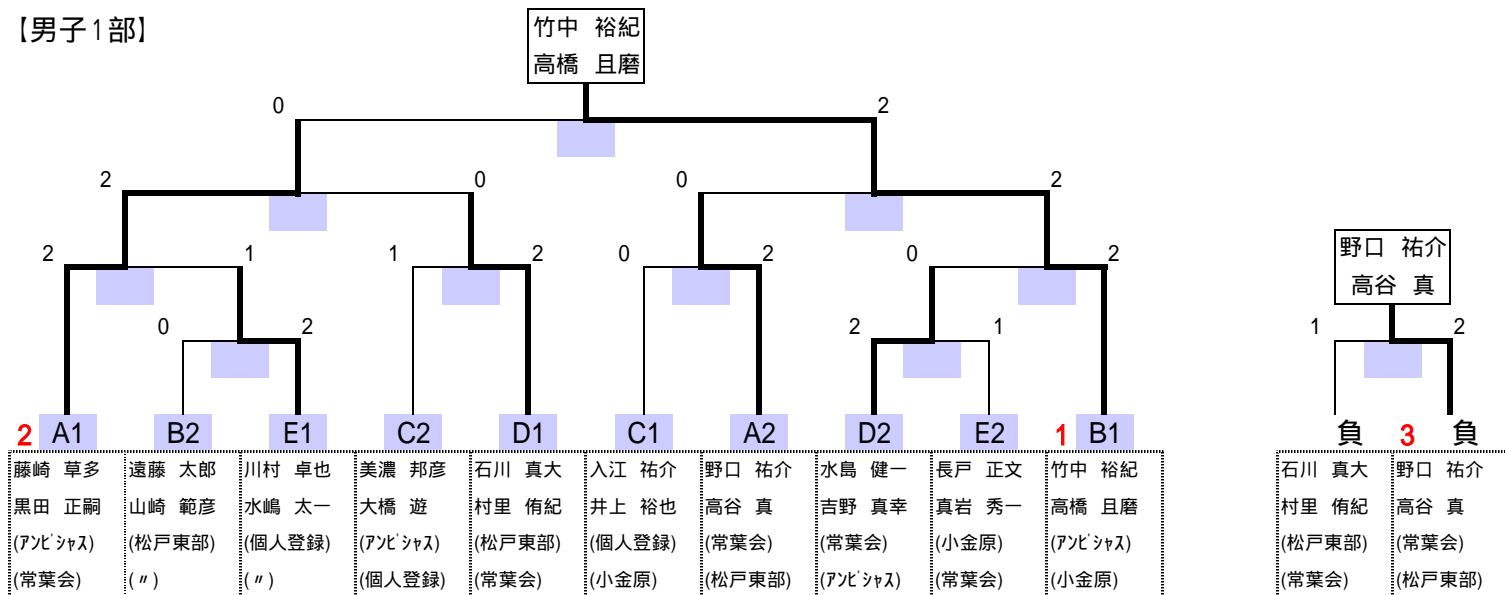 【男子1部】
竹中 裕紀
高橋 且磨
0 2
2 0 0 2
野口 祐介
高谷 真
2 1 1 2 0 2 0 2
0 2 2 1 1 2
2 A1 B2 E1 C2 D1 C1 A2 D2 E2 1 B1 負 3 負
藤崎 草多 遠藤 太郎 川村 卓也 美濃 邦彦 石川 真大 入江 祐介 野口 祐介 水島 健一 長戸 正文 竹中 裕紀 石川 真大 野口 祐介
黒田 正嗣 山崎 範彦 水嶋 太一 大橋 遊 村里 侑紀 井上 裕也 高谷 真 吉野 真幸 真岩 秀一 高橋 且磨 村里 侑紀 高谷 真
(アンビシャス) (松戸東部) (個人登録) (アンビシャス) (松戸東部) (個人登録) (常葉会) (常葉会) (小金原) (アンビシャス) (松戸東部) (常葉会)
(常葉会) (〃) (〃) (個人登録) (常葉会) (小金原) (松戸東部) (アンビシャス) (常葉会) (小金原) (常葉会) (松戸東部)